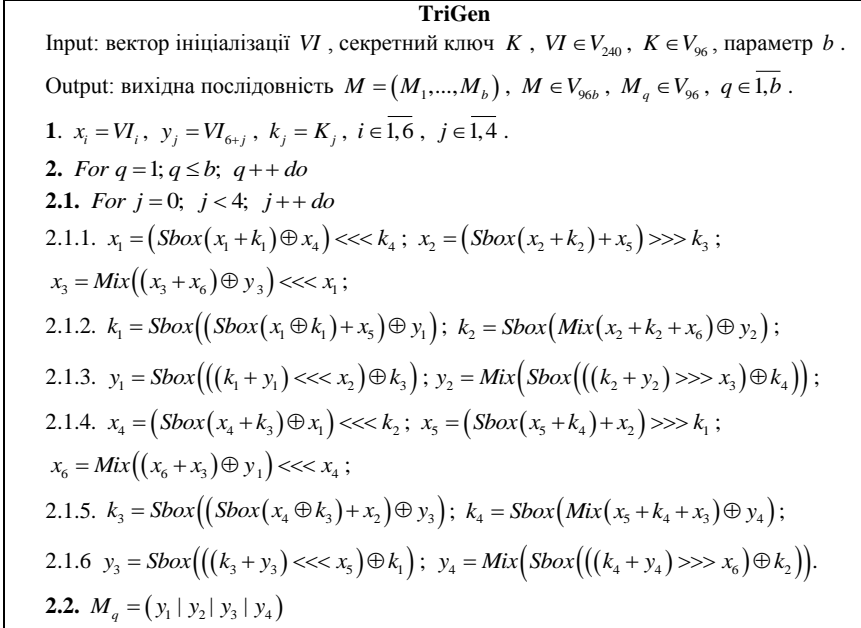 TriGen
Input: вектор ініціалізації VI , секретний ключ K , VI ∈ V₂₄₀ , K ∈ V₉₆ , параметр b .
Output: вихідна послідовність M = (M₁,...,M_b) , M ∈ V_{96b} , M_q ∈ V₉₆ , q ∈ \overline{1,b} .
1. x_i = VI_i , y_j = VI_{6+j} , k_j = K_j , i ∈ \overline{1,6} , j ∈ \overline{1,4} .
2. For q = 1; q ≤ b; q++ do
2.1. For j = 0; j < 4; j++ do
2.1.1. x₁ = (Sbox(x₁ + k₁) ⊕ x₄) <<< k₄ ; x₂ = (Sbox(x₂ + k₂) + x₅) >>> k₃ ;
x₃ = Mix((x₃ + x₆) ⊕ y₃) <<< x₁ ;
2.1.2. k₁ = Sbox((Sbox(x₁ ⊕ k₁) + x₅) ⊕ y₁) ; k₂ = Sbox(Mix(x₂ + k₂ + x₆) ⊕ y₂) ;
2.1.3. y₁ = Sbox(((k₁ + y₁) <<< x₂) ⊕ k₃) ; y₂ = Mix(Sbox(((k₂ + y₂) >>> x₃) ⊕ k₄)) ;
2.1.4. x₄ = (Sbox(x₄ + k₃) ⊕ x₁) <<< k₂ ; x₅ = (Sbox(x₅ + k₄) + x₂) >>> k₁ ;
x₆ = Mix((x₆ + x₃) ⊕ y₁) <<< x₄ ;
2.1.5. k₃ = Sbox((Sbox(x₄ ⊕ k₃) + x₂) ⊕ y₃) ; k₄ = Sbox(Mix(x₅ + k₄ + x₃) ⊕ y₄) ;
2.1.6 y₃ = Sbox(((k₃ + y₃) <<< x₅) ⊕ k₁) ; y₄ = Mix(Sbox(((k₄ + y₄) >>> x₆) ⊕ k₂)).
2.2. M_q = (y₁ | y₂ | y₃ | y₄)